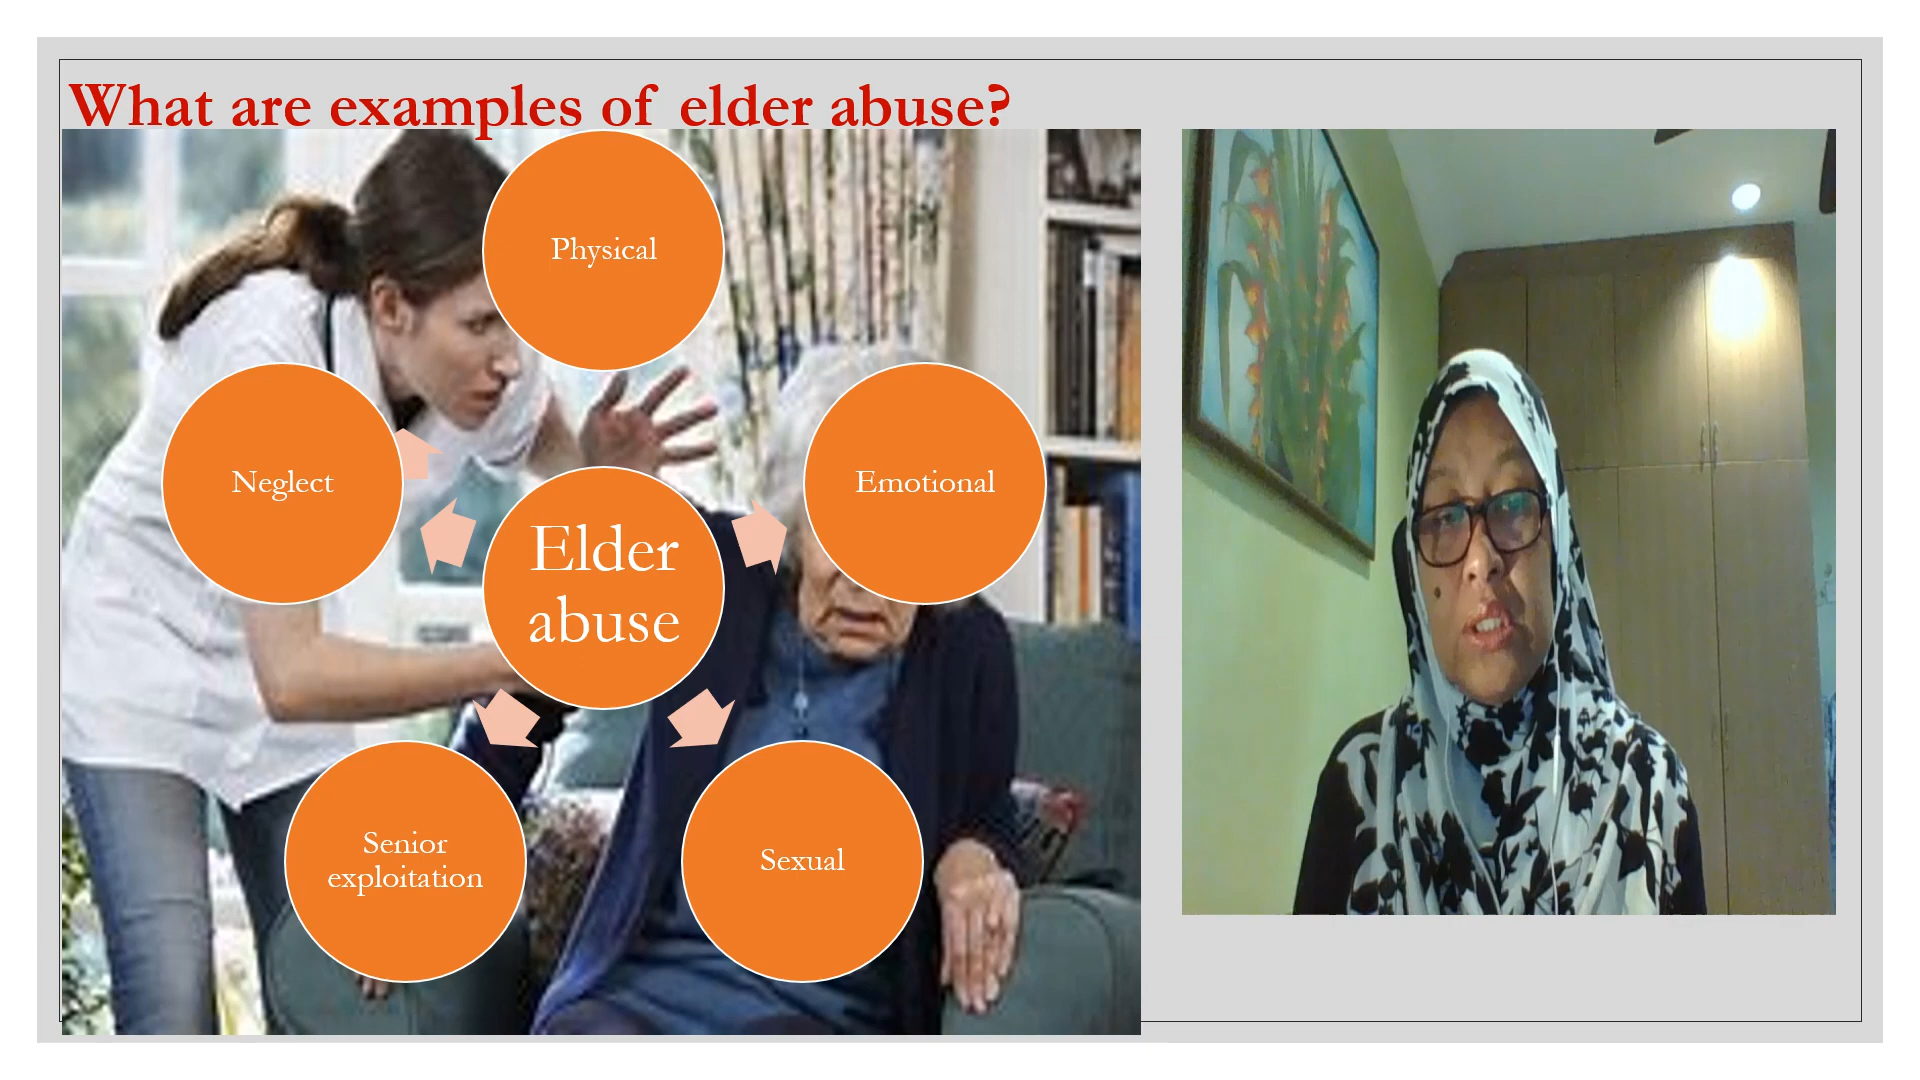 What are examples of elder abuse?
Physical
Neglect
Emotional
Elder
abuse
Senior
exploitation
Sexual